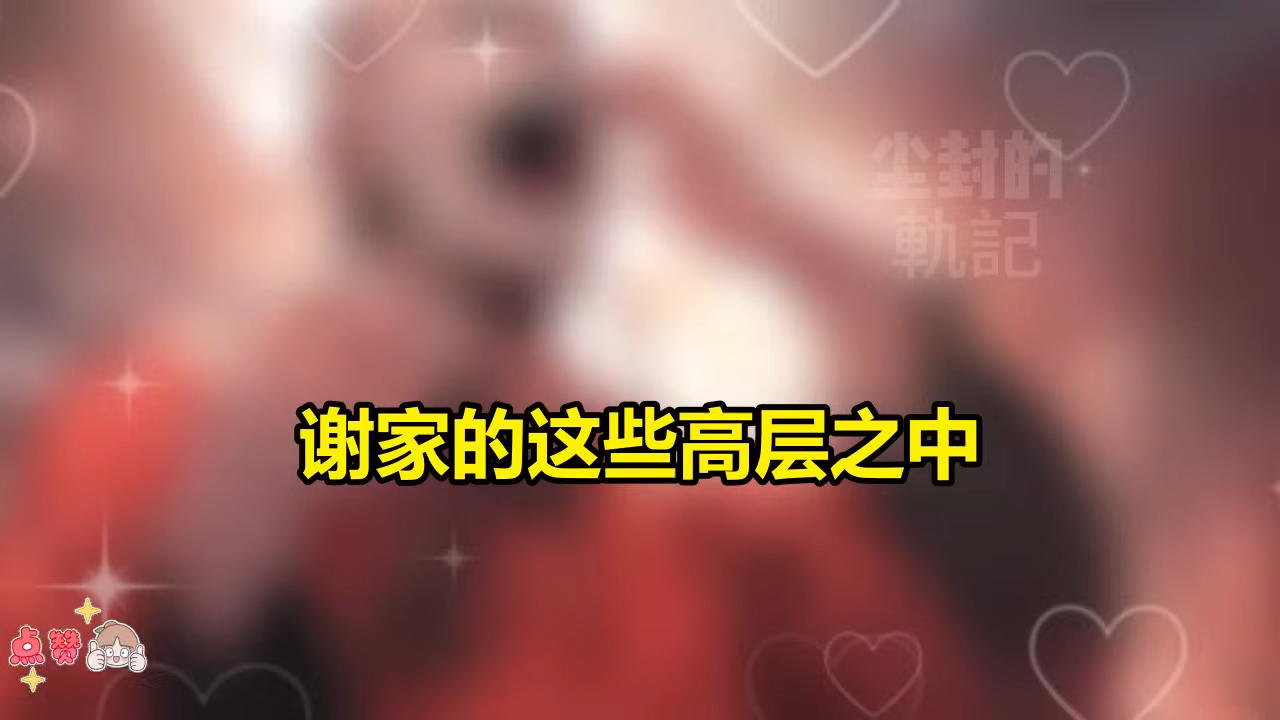 尘封的
軌記
谢家的这些高层之中
点赞